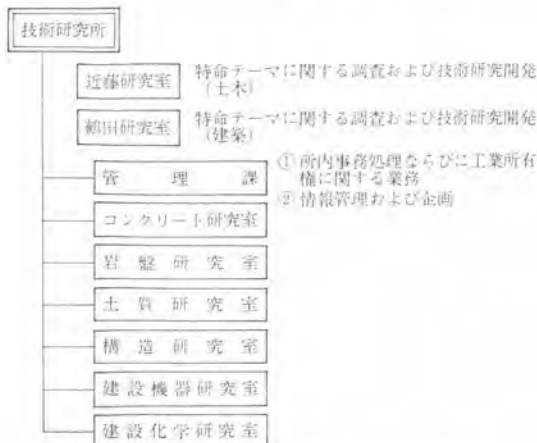 技術研究所
近藤研究室
特命テーマに関する調査および技術研究開発
(土木)
鶴田研究室
特命テーマに関する調査および技術研究開発
(建築)
管理課
① 所内事務処理ならびに工業所有
権に関する業務
② 情報管理および企画
コンクリート研究室
岩盤研究室
土質研究室
構造研究室
建設機器研究室
建設化学研究室